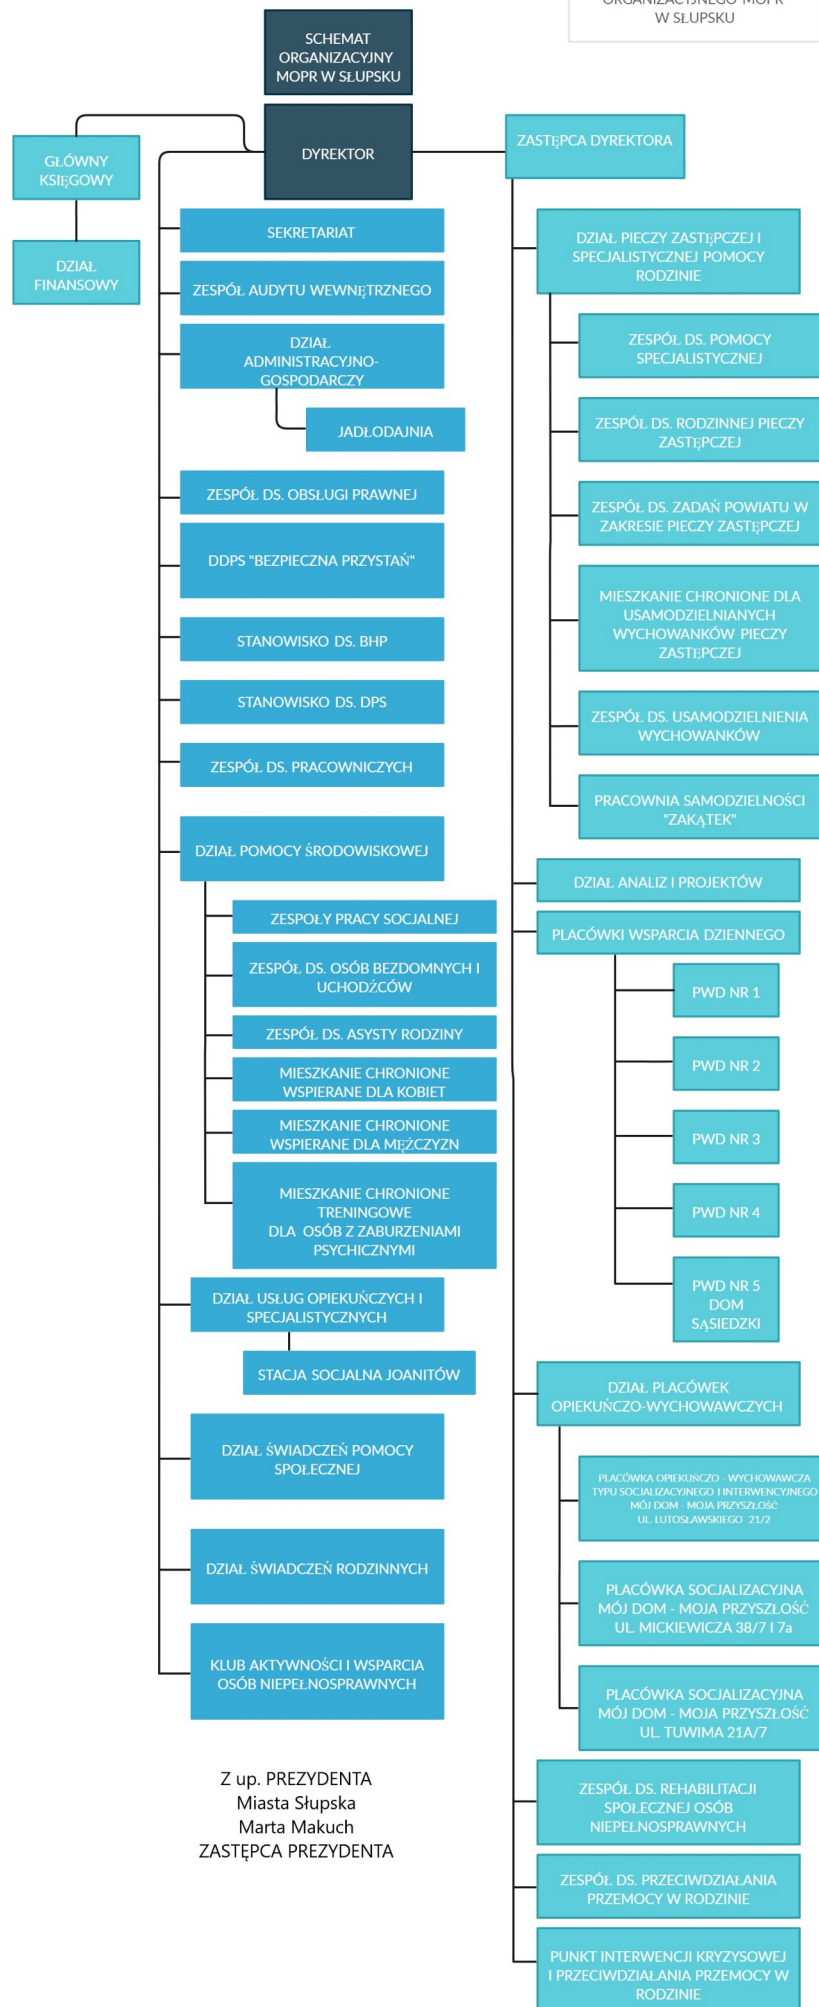 ORGANIZACYJNEGO MOPR
W SŁUPSKU
SCHEMAT
ORGANIZACYJNY
MOPR W SŁUPSKU
DYREKTOR
GŁÓWNY
KSIĘGOWY
DZIAŁ
FINANSOWY
SEKRETARIAT
ZESPÓŁ AUDYTU WEWNĘTRZNEGO
DZIAŁ
ADMINISTRACYJNO-
GOSPODARCZY
JADŁODAJNIA
ZESPÓŁ DS. OBSŁUGI PRAWNEJ
DDPS "BEZPIECZNA PRZYSTAŃ"
STANOWISKO DS. BHP
STANOWISKO DS. DPS
ZESPÓŁ DS. PRACOWNICZYCH
DZIAŁ POMOCY ŚRODOWISKOWEJ
ZESPOŁY PRACY SOCJALNEJ
ZESPÓŁ DS. OSÓB BEZDOMNYCH I
UCHODŹCÓW
ZESPÓŁ DS. ASYSTY RODZINY
MIESZKANIE CHRONIONE
WSPIERANE DLA KOBIET
MIESZKANIE CHRONIONE
WSPIERANE DLA MĘŻCZYZN
MIESZKANIE CHRONIONE
TRENINGOWE
DLA OSÓB Z ZABURZENIAMI
PSYCHICZNYMI
DZIAŁ USŁUG OPIEKUŃCZYCH I
SPECJALISTYCZNYCH
STACJA SOCJALNA JOANITÓW
DZIAŁ ŚWIADCZEŃ POMOCY
SPOŁECZNEJ
DZIAŁ ŚWIADCZEŃ RODZINNYCH
KLUB AKTYWNOŚCI I WSPARCIA
OSÓB NIEPEŁNOSPRAWNYCH
Z up. PREZYDENTA
Miasta Słupska
Marta Makuch
ZASTĘPCA PREZYDENTA
ZASTĘPCA DYREKTORA
DZIAŁ PIECZY ZASTĘPCZEJ I
SPECJALISTYCZNEJ POMOCY
RODZINIE
ZESPÓŁ DS. POMOCY
SPECJALISTYCZNEJ
ZESPÓŁ DS. RODZINNEJ PIECZY
ZASTĘPCZEJ
ZESPÓŁ DS. ZADAŃ POWIATU W
ZAKRESIE PIECZY ZASTĘPCZEJ
MIESZKANIE CHRONIONE DLA
USAMODZIELNIANYCH
WYCHOWANKÓW PIECZY
ZASTĘPCZEJ
ZESPÓŁ DS. USAMODZIELNIENIA
WYCHOWANKÓW
PRACOWNIA SAMODZIELNOŚCI
"ZAKĄTEK"
DZIAŁ ANALIZ I PROJEKTÓW
PLACÓWKI WSPARCIA DZIENNEGO
PWD NR 1
PWD NR 2
PWD NR 3
PWD NR 4
PWD NR 5
DOM
SĄSIEDZKI
DZIAŁ PLACÓWEK
OPIEKUŃCZO-WYCHOWAWCZYCH
PLACÓWKA OPIEKUŃCZO - WYCHOWAWCZA
TYPU SOCJALIZACYJNEGO I INTERWENCYJNEGO
MÓJ DOM - MOJA PRZYSZŁOŚĆ
UL. LUTOSŁAWSKIEGO 21/2
PLACÓWKA SOCJALIZACYJNA
MÓJ DOM - MOJA PRZYSZŁOŚĆ
UL. MICKIEWICZA 38/7 I 7a
PLACÓWKA SOCJALIZACYJNA
MÓJ DOM - MOJA PRZYSZŁOŚĆ
UL. TUWIMA 21A/7
ZESPÓŁ DS. REHABILITACJI
SPOŁECZNEJ OSÓB
NIEPEŁNOSPRAWNYCH
ZESPÓŁ DS. PRZECIWDZIAŁANIA
PRZEMOCY W RODZINIE
PUNKT INTERWENCJI KRYZYSOWEJ
I PRZECIWDZIAŁANIA PRZEMOCY W
RODZINIE